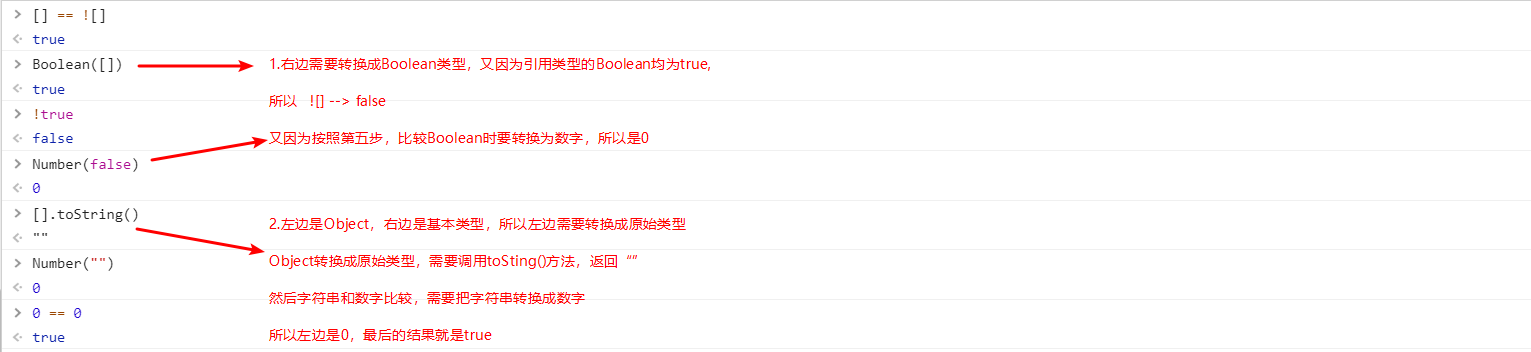 > [] == ![]
<· true
> Boolean([])
1.右边需要转换成Boolean类型，又因为引用类型的Boolean均为true,
<· true
所以 ![] --> false
> !true
<· false
又因为按照第五步，比较Boolean时要转换为数字，所以是0
> Number(false)
<· 0
> [].toString()
2.左边是Object，右边是基本类型，所以左边需要转换成原始类型
<· ""
> Number("")
Object转换成原始类型，需要调用toSting()方法，返回“”
<· 0
然后字符串和数字比较，需要把字符串转换成数字
> 0 == 0
<· true
所以左边是0，最后的结果就是true